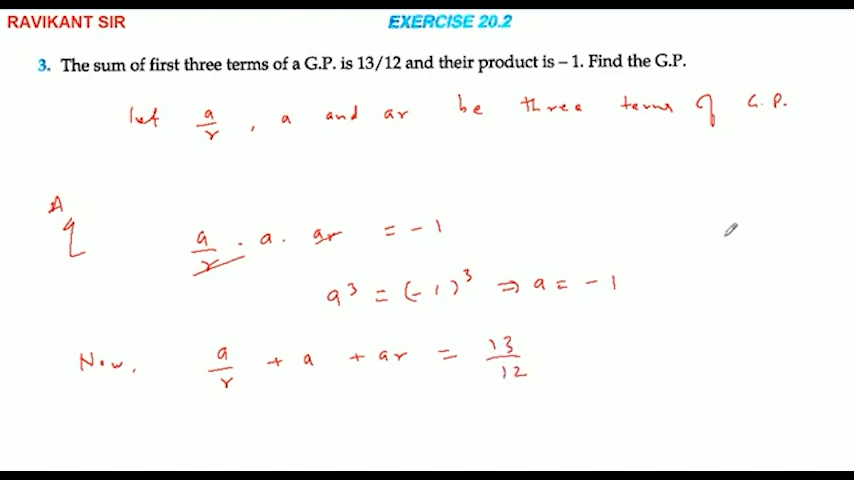 RAVIKANT SIR
EXERCISE 20.2
3. The sum of first three terms of a G.P. is 13/12 and their product is – 1. Find the G.P.
let a/r , a and ar be three terms of G.P.
A
q
a/r . a . ar = -1
a³ = (-1)³ ⇒ a = -1
Now, a/r + a + ar = 13/12